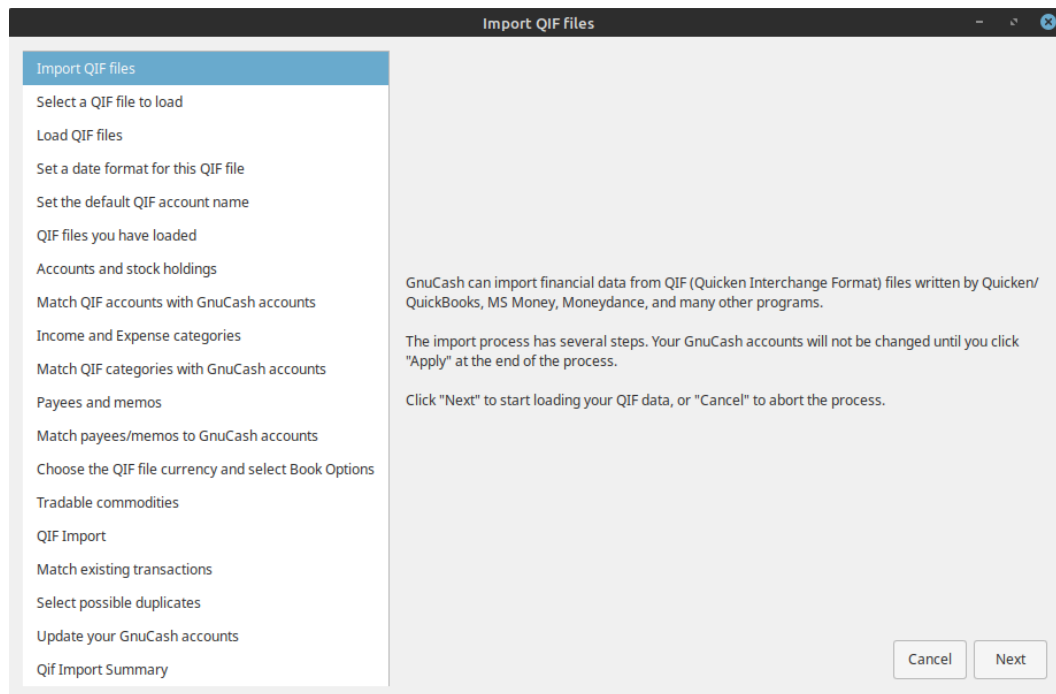 Import QIF files
Import QIF files
Select a QIF file to load
Load QIF files
Set a date format for this QIF file
Set the default QIF account name
QIF files you have loaded
Accounts and stock holdings
Match QIF accounts with GnuCash accounts
Income and Expense categories
Match QIF categories with GnuCash accounts
Payees and memos
Match payees/memos to GnuCash accounts
Choose the QIF file currency and select Book Options
Tradable commodities
QIF Import
Match existing transactions
Select possible duplicates
Update your GnuCash accounts
Qif Import Summary
GnuCash can import financial data from QIF (Quicken Interchange Format) files written by Quicken/
QuickBooks, MS Money, Moneydance, and many other programs.
The import process has several steps. Your GnuCash accounts will not be changed until you click
"Apply" at the end of the process.
Click "Next" to start loading your QIF data, or "Cancel" to abort the process.
Cancel
Next